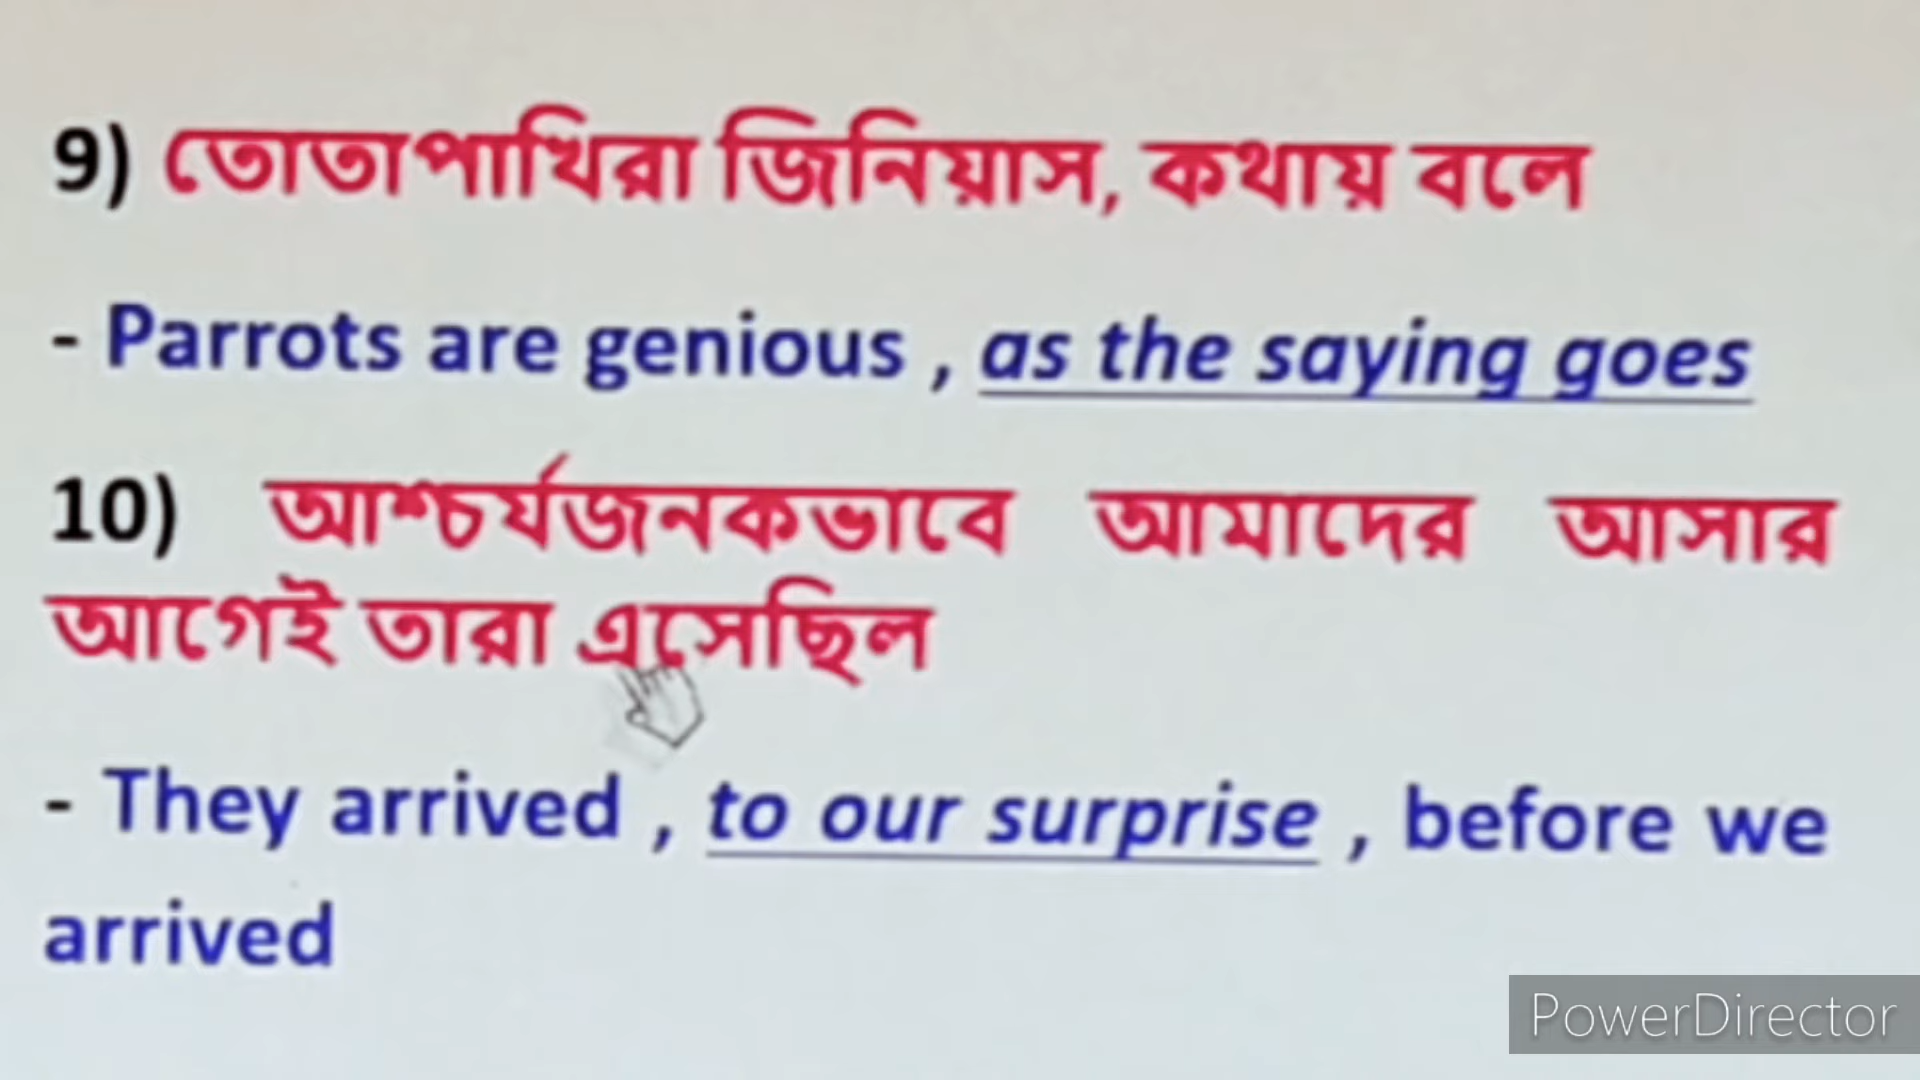 9) তোতাপাখিরা জিনিয়াস, কথায় বলে
- Parrots are genious , as the saying goes
10) আশ্চর্যজনকভাবে আমাদের আসার
আগেই তারা এসেছিল
- They arrived , to our surprise , before we
arrived
PowerDirector